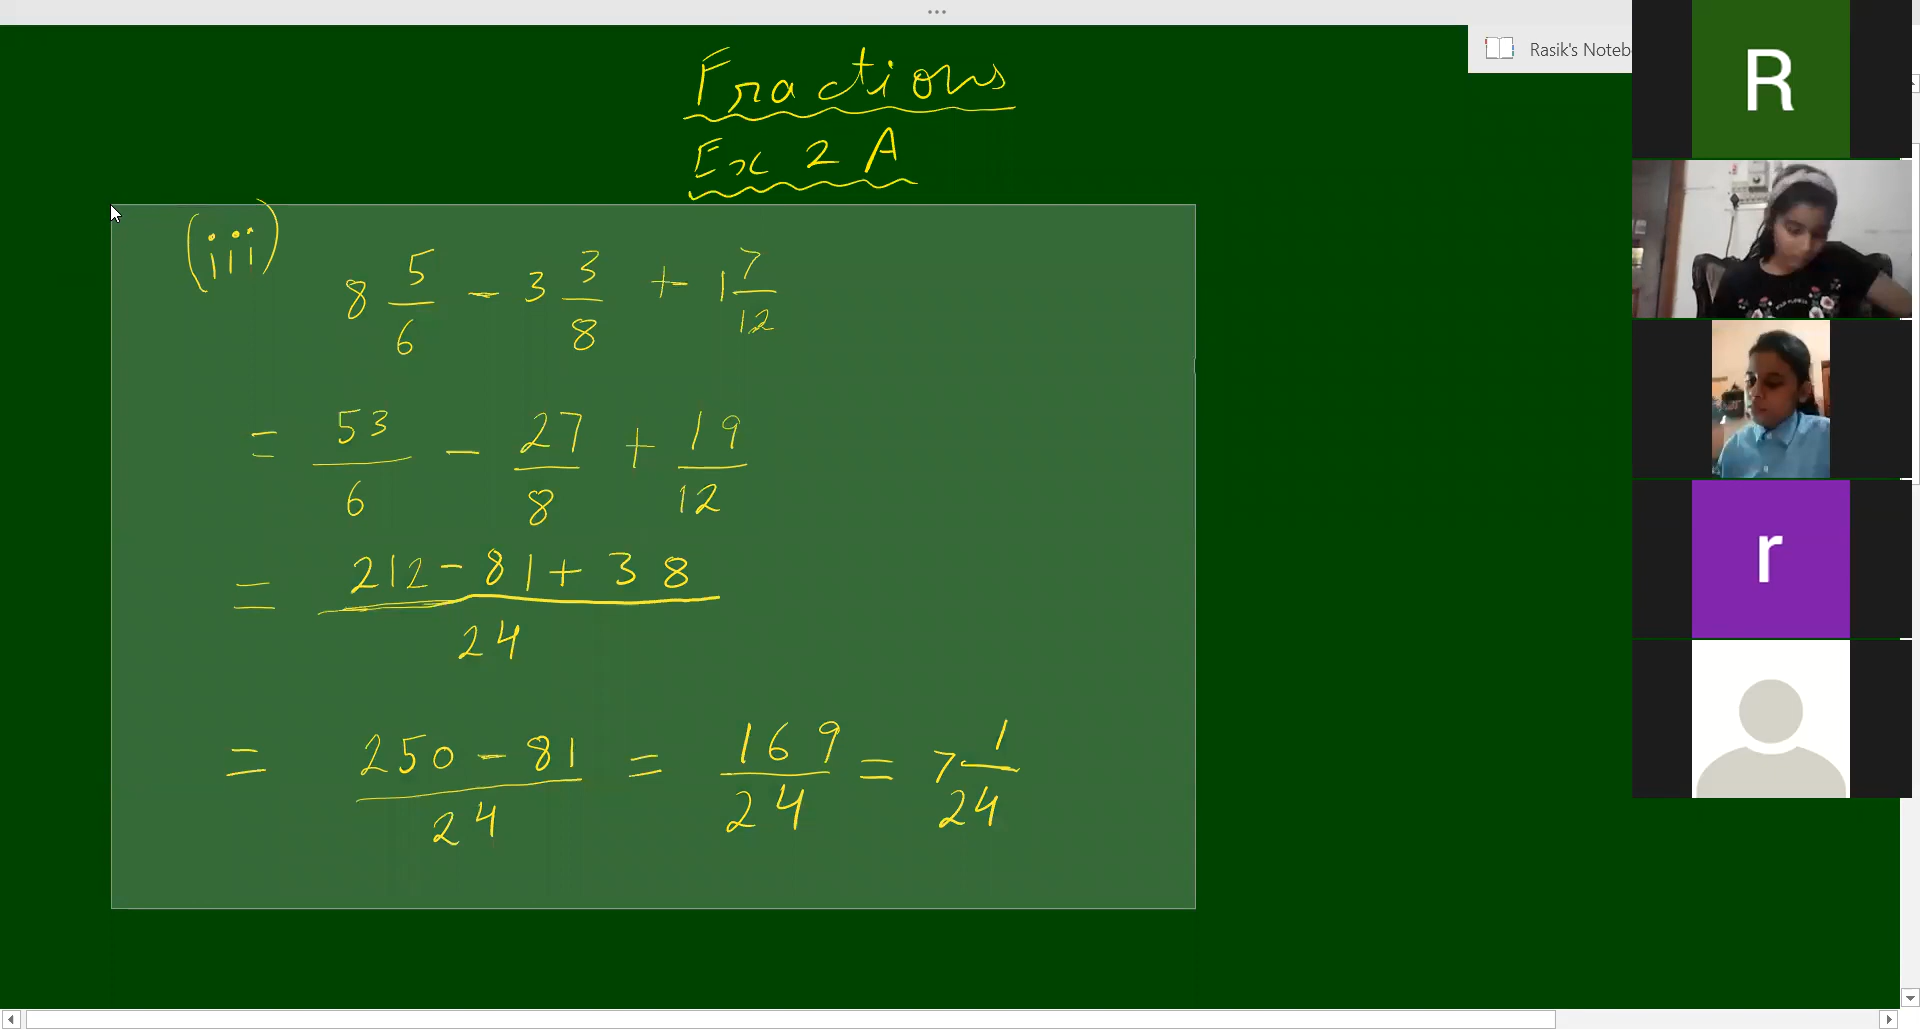 Fractions
Ex 2 A
Rasik's Noteb
R
(iii)
8 5/6 - 3 3/8 + 1 7/12
= 53/6 - 27/8 + 19/12
= 212 - 81 + 38 / 24
= 250 - 81 / 24 = 169/24 = 7 1/24
r